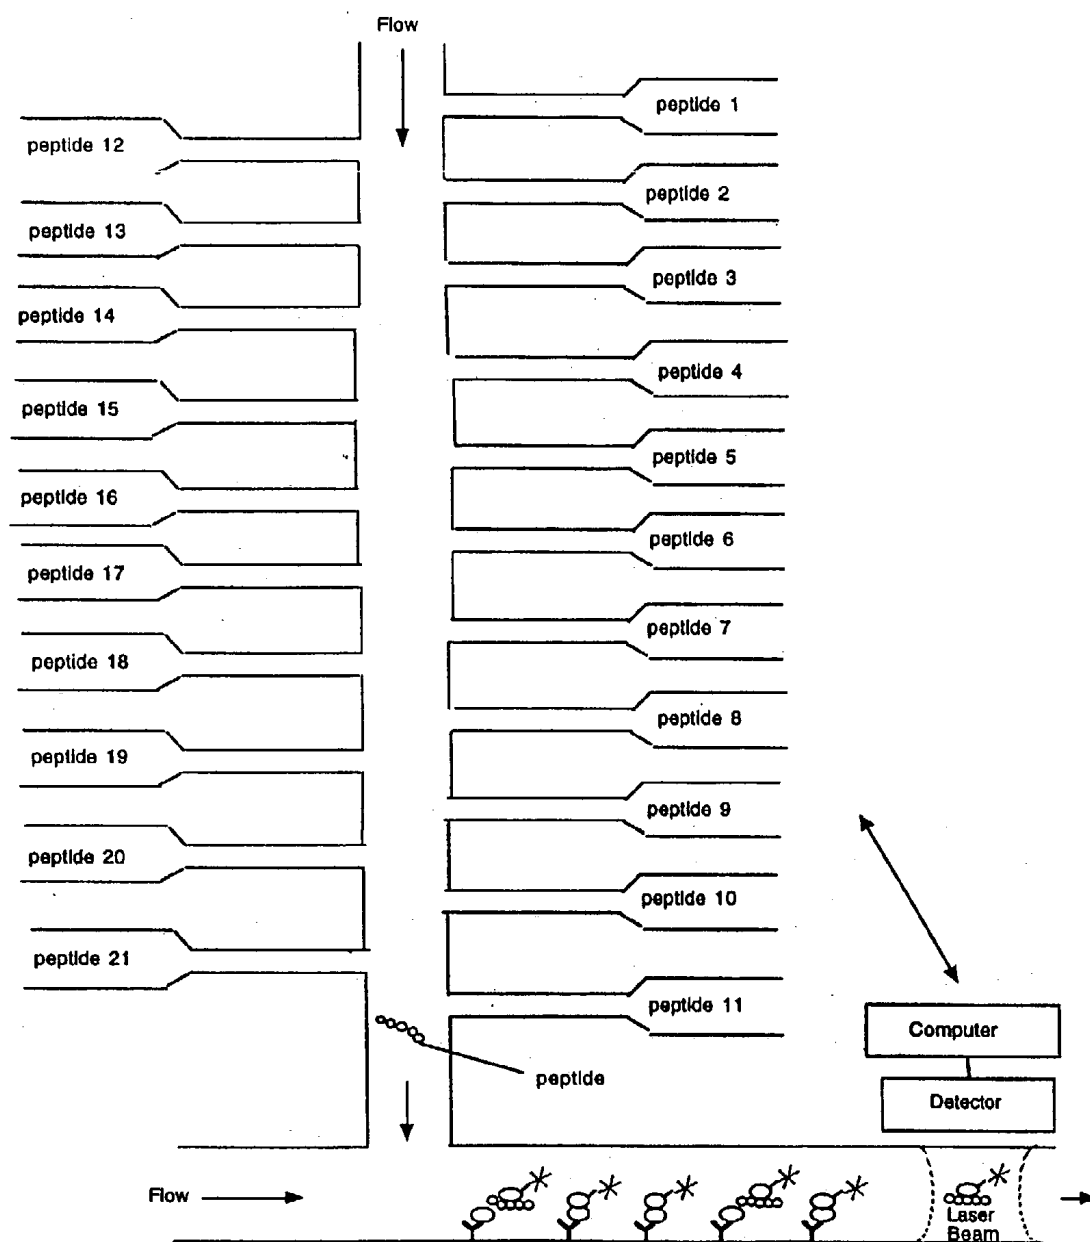 Flow
peptide 1
peptide 12
peptide 2
peptide 13
peptide 3
peptide 14
peptide 4
peptide 15
peptide 5
peptide 16
peptide 6
peptide 17
peptide 7
peptide 18
peptide 8
peptide 19
peptide 9
peptide 20
peptide 10
peptide 21
peptide 11
Computer
peptide
Detector
Flow
Laser
Beam